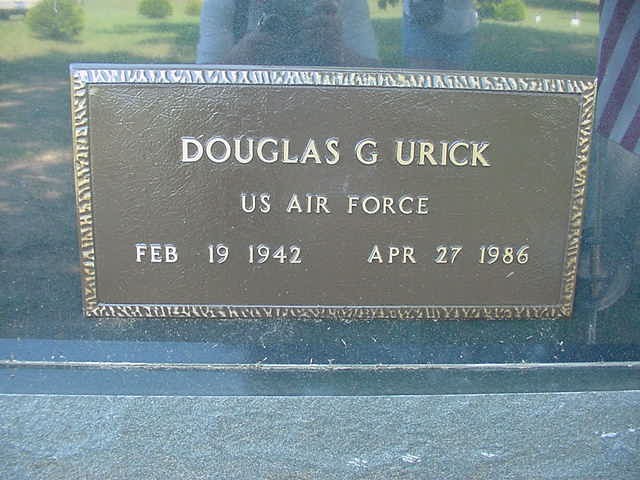 DOUGLAS G URICK
US AIR FORCE
FEB 19 1942 APR 27 1986